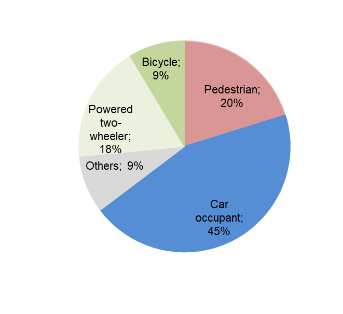 Bicycle;
9%
Pedestrian;
20%
Powered
two-
wheeler;
18%
Others; 9%
Car
occupant;
45%